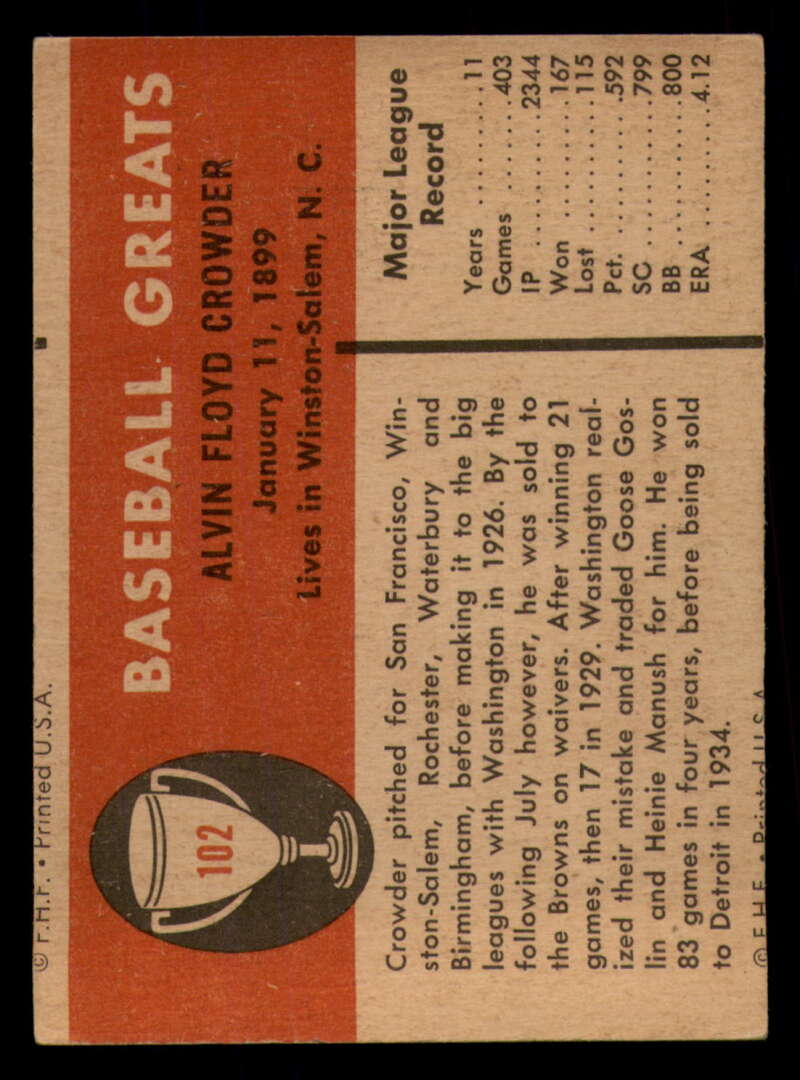 © F.H.F. • Printed U.S.A.
102
BASEBALL GREATS
ALVIN FLOYD CROWDER
January 11, 1899
Lives in Winston-Salem, N. C.
Crowder pitched for San Francisco, Win-
ston-Salem, Rochester, Waterbury and
Birmingham, before making it to the big
leagues with Washington in 1926. By the
following July however, he was sold to
the Browns on waivers. After winning 21
games, then 17 in 1929. Washington real-
ized their mistake and traded Goose Gos-
lin and Heinie Manush for him. He won
83 games in four years, before being sold
to Detroit in 1934.
Major League
Record
Years ........11
Games ........403
IP ........2344
Won ........167
Lost ........115
Pct. ........592
SO ........799
BB ........800
ERA ........4.12
© F.H.F. • Printed U.S.A.